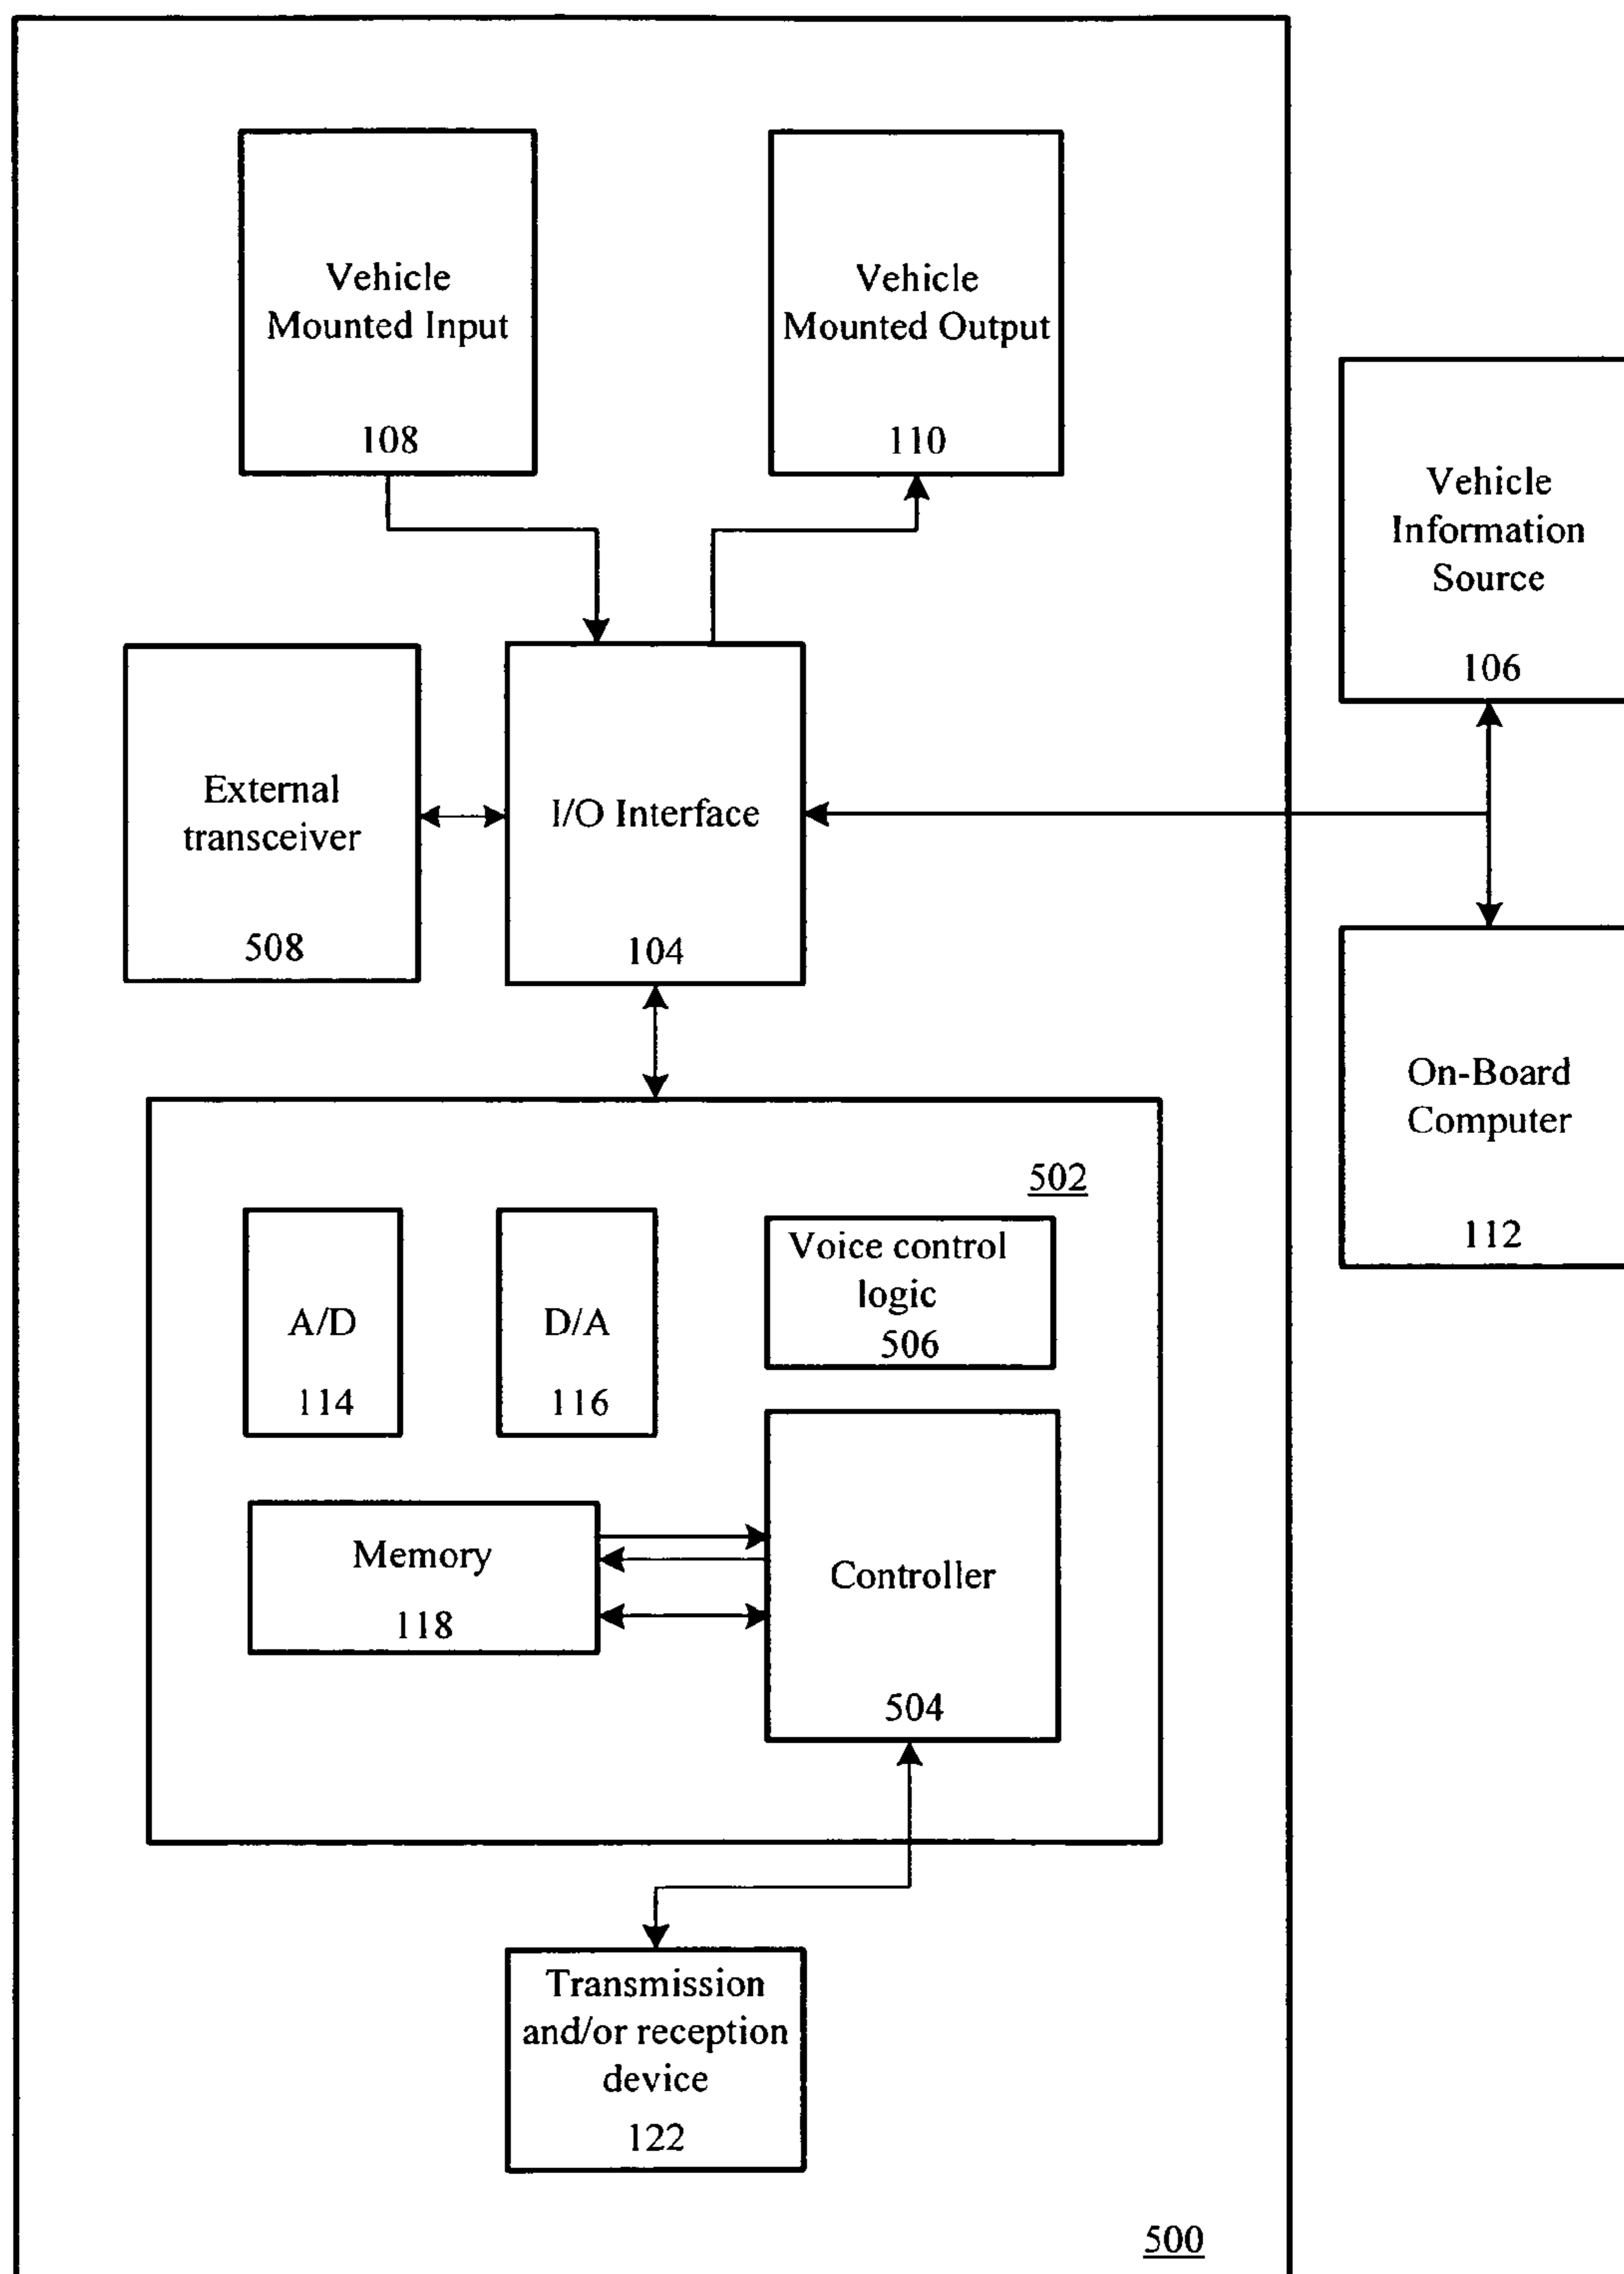 Vehicle
Mounted Input
108
Vehicle
Mounted Output
110
Vehicle
Information
Source
106
External
transceiver
508
I/O Interface
104
On-Board
Computer
112
502
A/D
114
D/A
116
Voice control
logic
506
Memory
118
Controller
504
Transmission
and/or reception
device
122
500